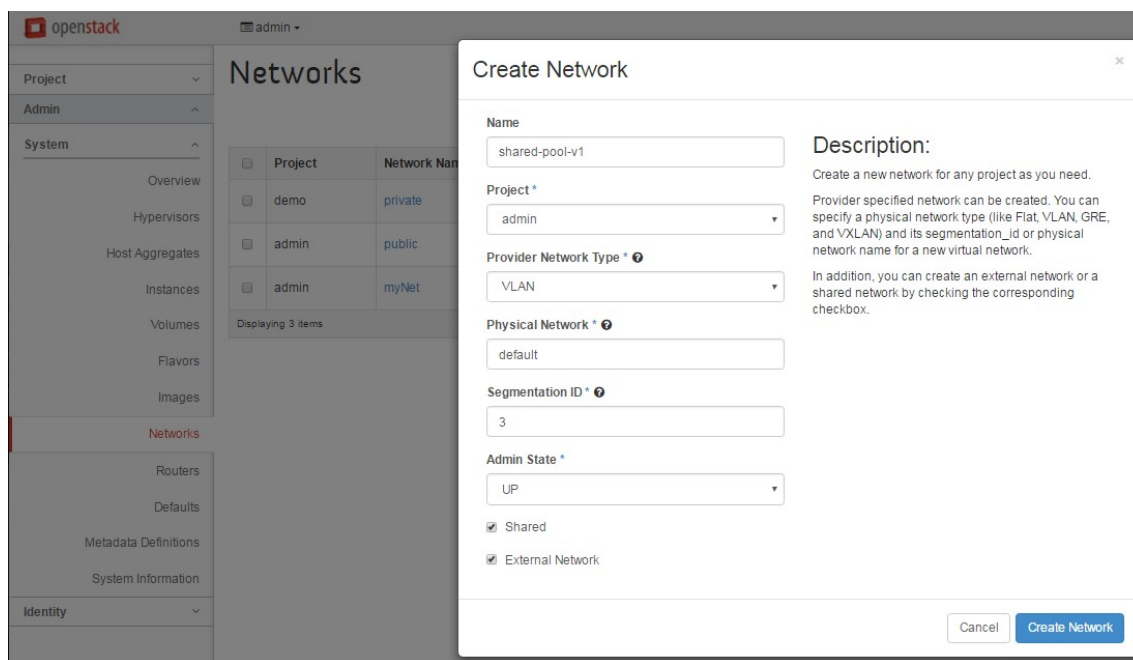 openstack
admin
Project
Admin
System
Overview
Hypervisors
Host Aggregates
Instances
Volumes
Flavors
Images
Networks
Routers
Defaults
Metadata Definitions
System Information
Identity
Networks
Project Network Nam
demo private
admin public
admin myNet
Displaying 3 items
Create Network
×
Name
shared-pool-v1
Project *
admin
Provider Network Type *
VLAN
Physical Network *
default
Segmentation ID *
3
Admin State *
UP
Shared
External Network
Description:
Create a new network for any project as you need.
Provider specified network can be created. You can
specify a physical network type (like Flat, VLAN, GRE,
and VXLAN) and its segmentation_id or physical
network name for a new virtual network.
In addition, you can create an external network or a
shared network by checking the corresponding
checkbox.
Cancel
Create Network